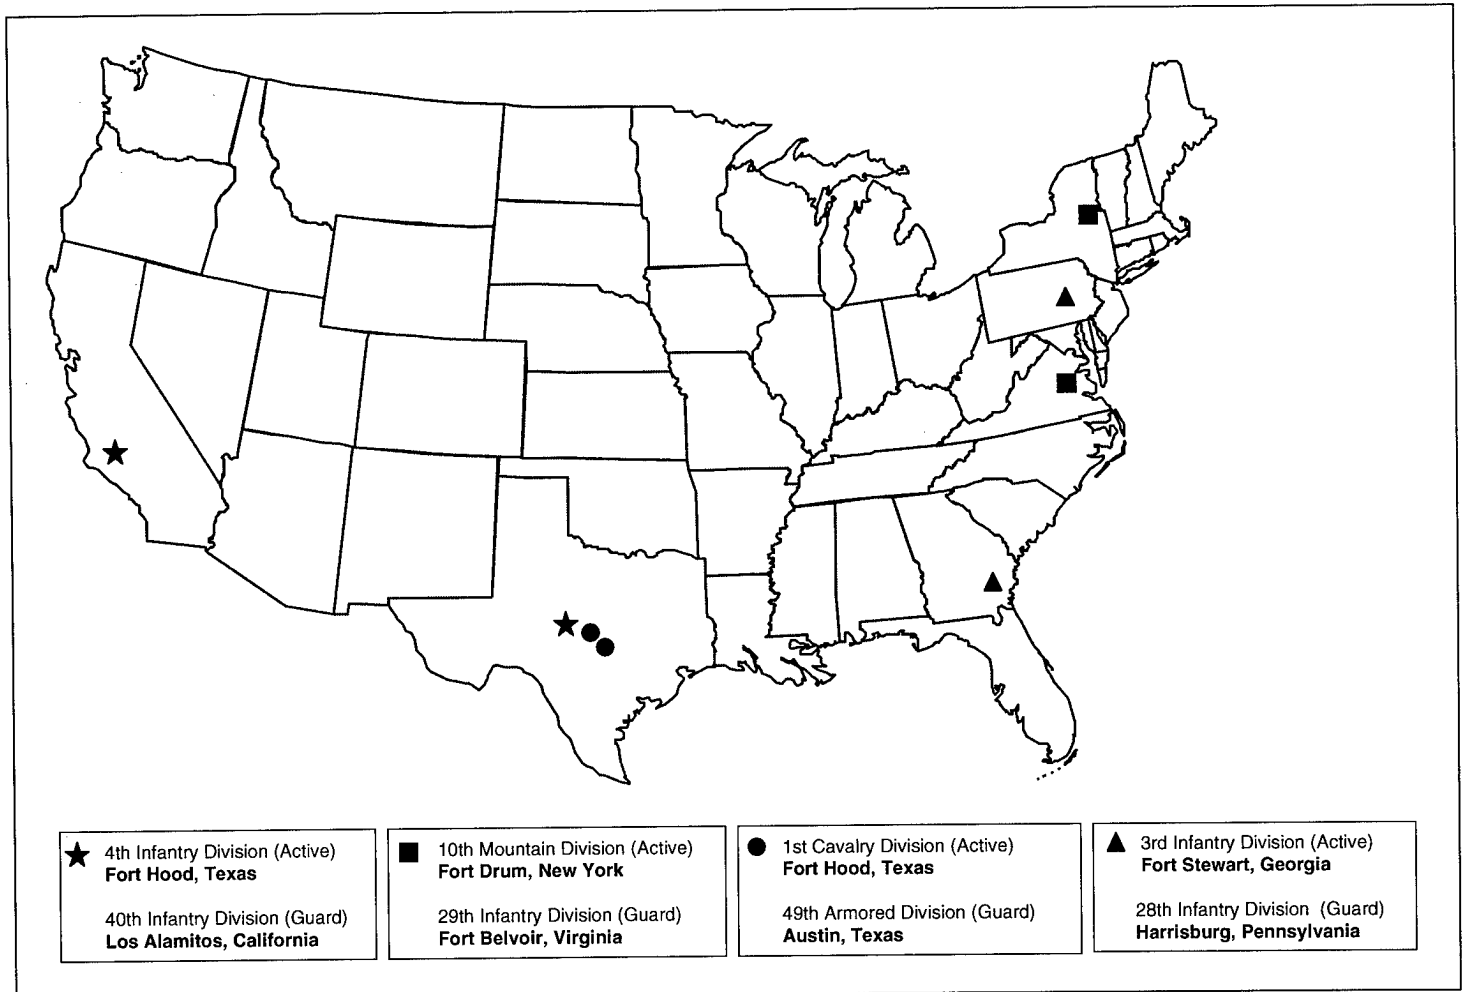 4th Infantry Division (Active)
Fort Hood, Texas
40th Infantry Division (Guard)
Los Alamitos, California
10th Mountain Division (Active)
Fort Drum, New York
29th Infantry Division (Guard)
Fort Belvoir, Virginia
1st Cavalry Division (Active)
Fort Hood, Texas
49th Armored Division (Guard)
Austin, Texas
3rd Infantry Division (Active)
Fort Stewart, Georgia
28th Infantry Division (Guard)
Harrisburg, Pennsylvania